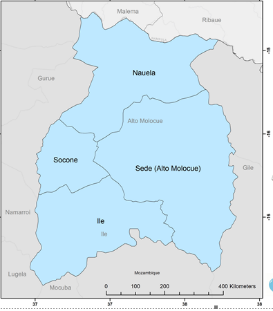 Malema
Ribaue
Nauela
Gurue
Alto Molocue
Socone
Sede (Alto Molocue)
Gile
Namarroi
Ile
Ile
Lugela
Mocuba
Mozambique
0 100 200 400 Kilometers
37 37 38 38